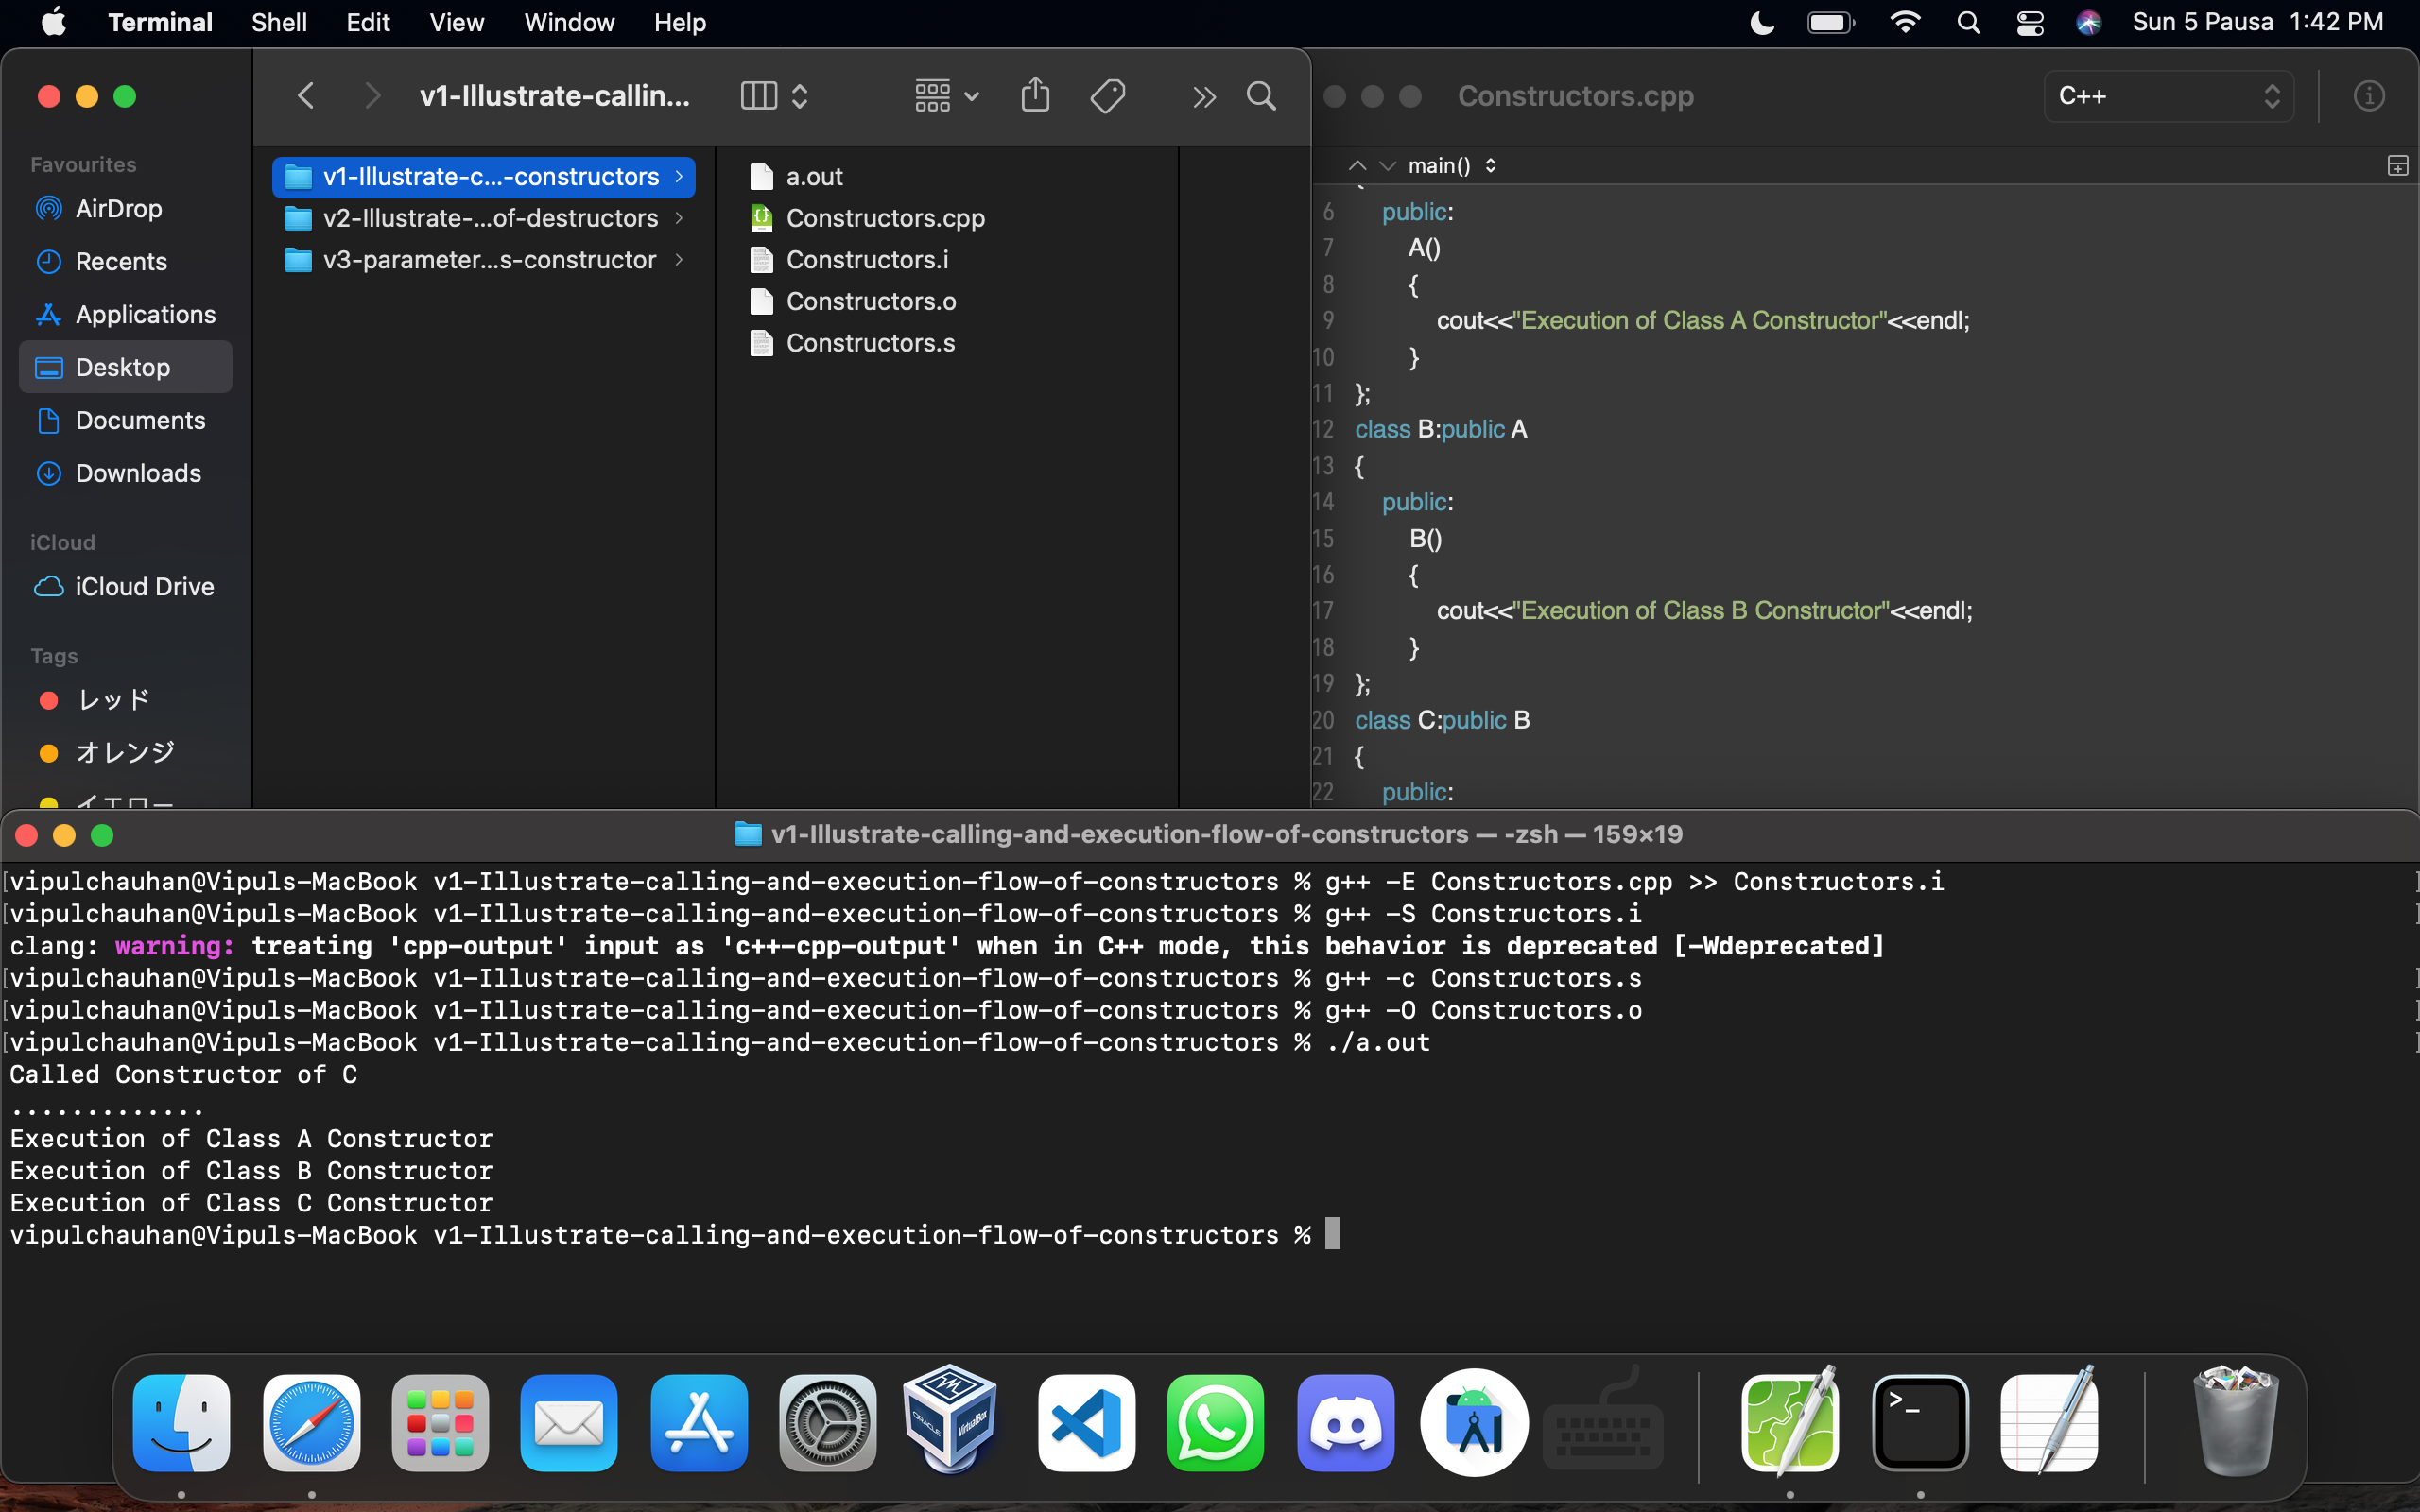 Terminal Shell Edit View Window Help Sun 5 Pausa 1:42 PM
v1-Illustrate-callin...
Favourites
AirDrop
Recents
Applications
Desktop
Documents
Downloads
iCloud
iCloud Drive
Tags
レッド
オレンジ
イエロー
v1-Illustrate-c...-constructors
v2-Illustrate-...of-destructors
v3-parameter...s-constructor
a.out
Constructors.cpp
Constructors.i
Constructors.o
Constructors.s
Constructors.cpp C++
main()
{
6 public:
7 A()
8 {
9 cout<<"Execution of Class A Constructor"<<endl;
10 }
11 };
12 class B:public A
13 {
14 public:
15 B()
16 {
17 cout<<"Execution of Class B Constructor"<<endl;
18 }
19 };
20 class C:public B
21 {
22 public:
v1-Illustrate-calling-and-execution-flow-of-constructors — -zsh — 159×19
[vipulchauhan@Vipuls-MacBook v1-Illustrate-calling-and-execution-flow-of-constructors % g++ -E Constructors.cpp >> Constructors.i ]
[vipulchauhan@Vipuls-MacBook v1-Illustrate-calling-and-execution-flow-of-constructors % g++ -S Constructors.i ]
clang: warning: treating 'cpp-output' input as 'c++-cpp-output' when in C++ mode, this behavior is deprecated [-Wdeprecated]
[vipulchauhan@Vipuls-MacBook v1-Illustrate-calling-and-execution-flow-of-constructors % g++ -c Constructors.s ]
[vipulchauhan@Vipuls-MacBook v1-Illustrate-calling-and-execution-flow-of-constructors % g++ -O Constructors.o ]
[vipulchauhan@Vipuls-MacBook v1-Illustrate-calling-and-execution-flow-of-constructors % ./a.out ]
Called Constructor of C
.............
Execution of Class A Constructor
Execution of Class B Constructor
Execution of Class C Constructor
vipulchauhan@Vipuls-MacBook v1-Illustrate-calling-and-execution-flow-of-constructors %
ORACLE
VirtualBox
>_